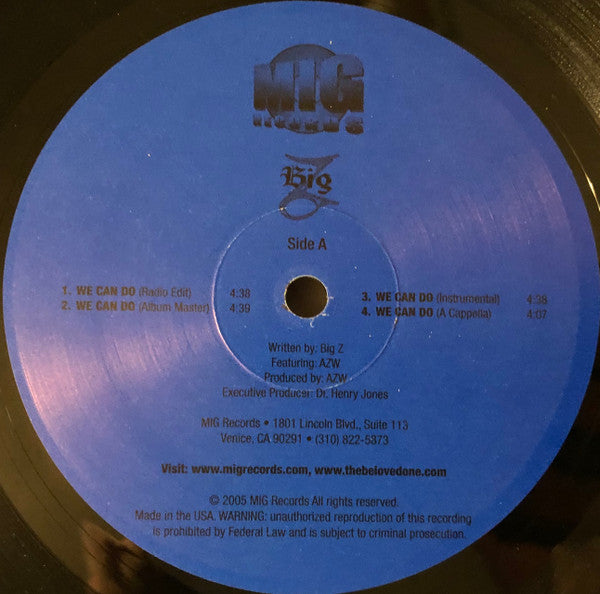 MIG
RECORDS
Big Z
Side A
1. WE CAN DO (Radio Edit) 4:38
2. WE CAN DO (Album Master) 4:39
3. WE CAN DO (Instrumental) 4:38
4. WE CAN DO (A Cappella) 4:07
Written by: Big Z
Featuring: AZW
Produced by: AZW
Executive Producer: Dr. Henry Jones
MIG Records • 1801 Lincoln Blvd., Suite 113
Venice, CA 90291 • (310) 822-5373
Visit: www.migrecords.com, www.thebelovedone.com
© 2005 MIG Records All rights reserved.
Made in the USA. WARNING: unauthorized reproduction of this recording
is prohibited by Federal Law and is subject to criminal prosecution.